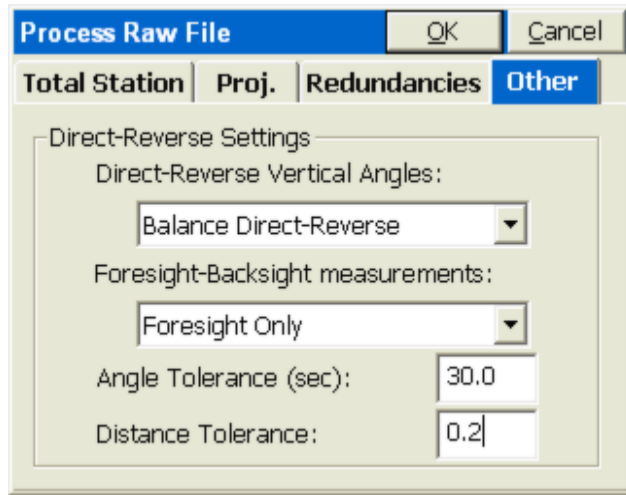 Process Raw File OK Cancel
Total Station Proj. Redundancies Other
Direct-Reverse Settings
Direct-Reverse Vertical Angles:
Balance Direct-Reverse
Foresight-Backsight measurements:
Foresight Only
Angle Tolerance (sec): 30.0
Distance Tolerance: 0.2